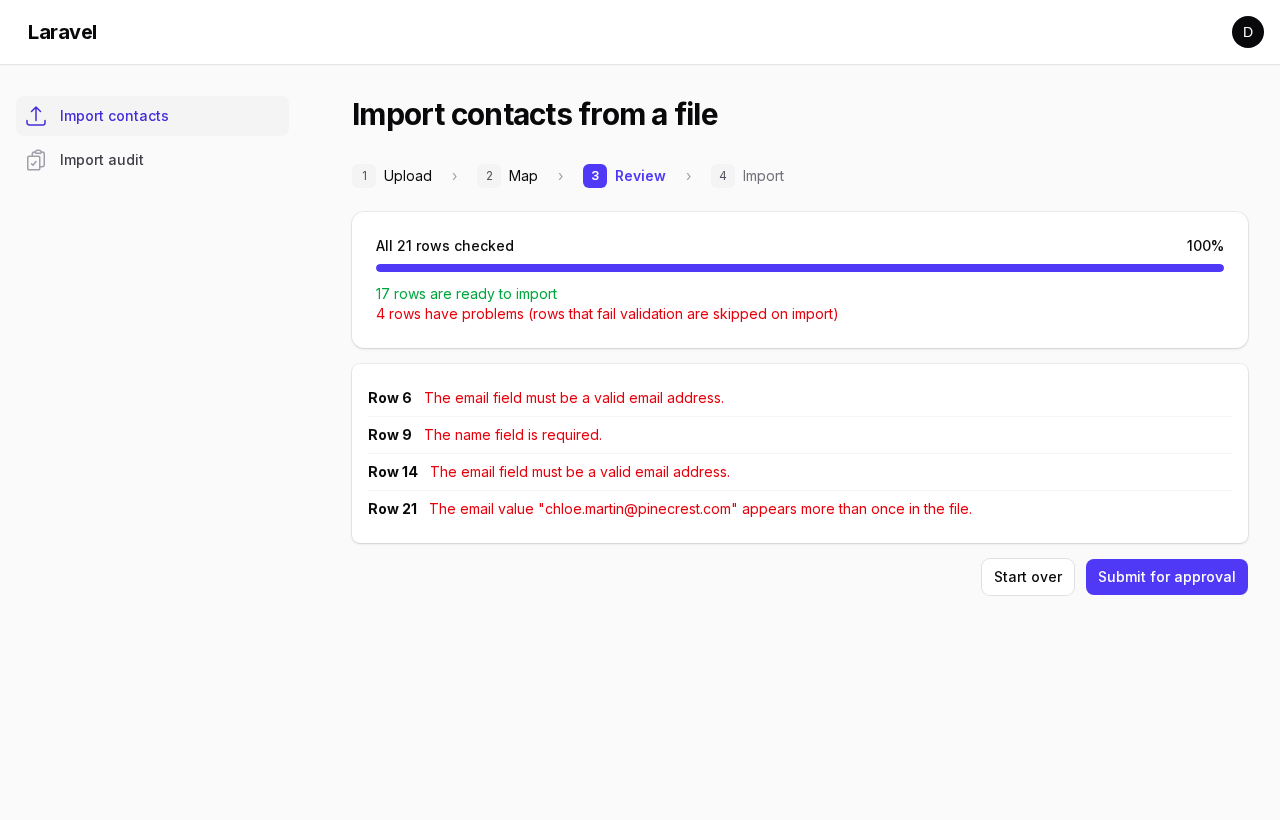 Laravel
D
Import contacts
Import audit
Import contacts from a file
1 Upload › 2 Map › 3 Review › 4 Import
All 21 rows checked 100%
17 rows are ready to import
4 rows have problems (rows that fail validation are skipped on import)
Row 6 The email field must be a valid email address.
Row 9 The name field is required.
Row 14 The email field must be a valid email address.
Row 21 The email value "chloe.martin@pinecrest.com" appears more than once in the file.
Start over
Submit for approval